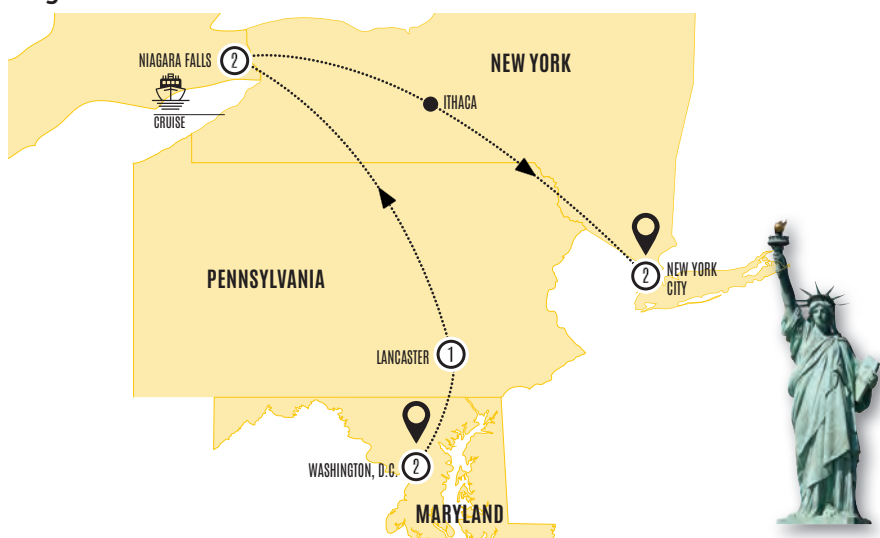 NIAGARA FALLS
2
NEW YORK
CRUISE
ITHACA
PENNSYLVANIA
2
NEW YORK
CITY
LANCASTER
1
WASHINGTON, D.C.
2
MARYLAND